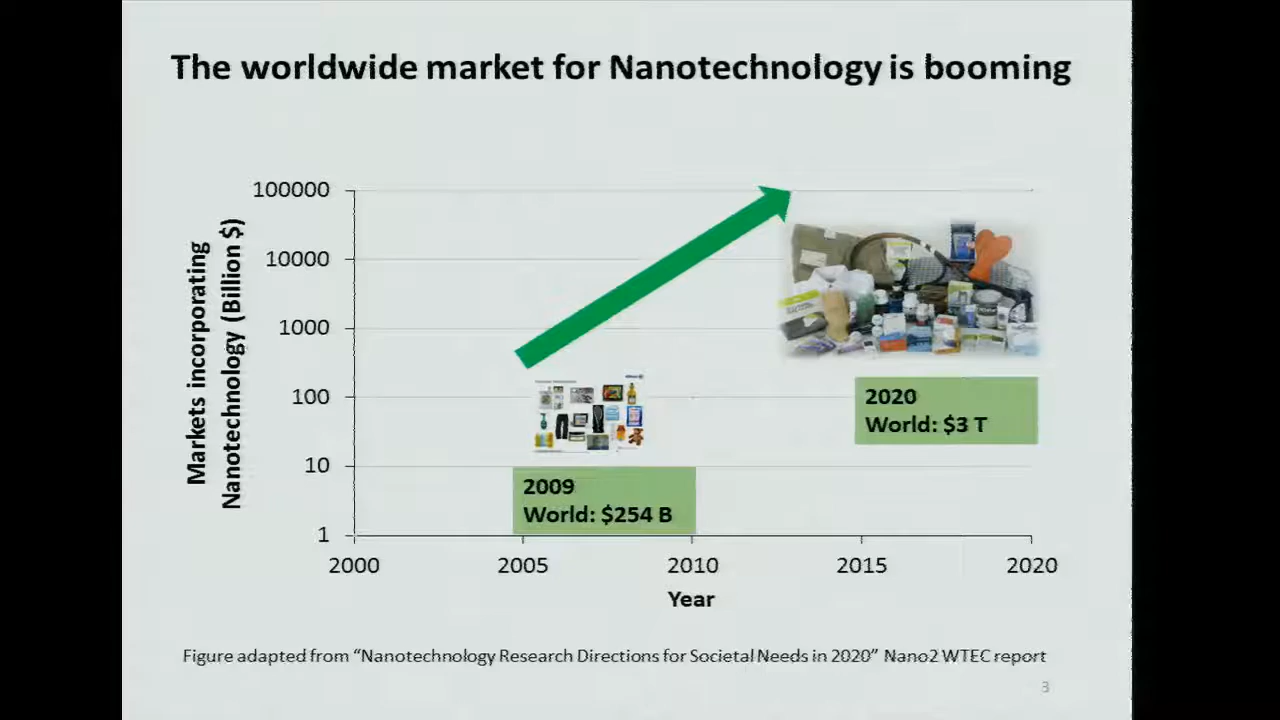 The worldwide market for Nanotechnology is booming
Markets incorporating
Nanotechnology (Billion $)
100000
10000
1000
100
10
1
2020
World: $3 T
2009
World: $254 B
2000
2005
2010
2015
2020
Year
Figure adapted from “Nanotechnology Research Directions for Societal Needs in 2020” Nano2 WTEC report
3